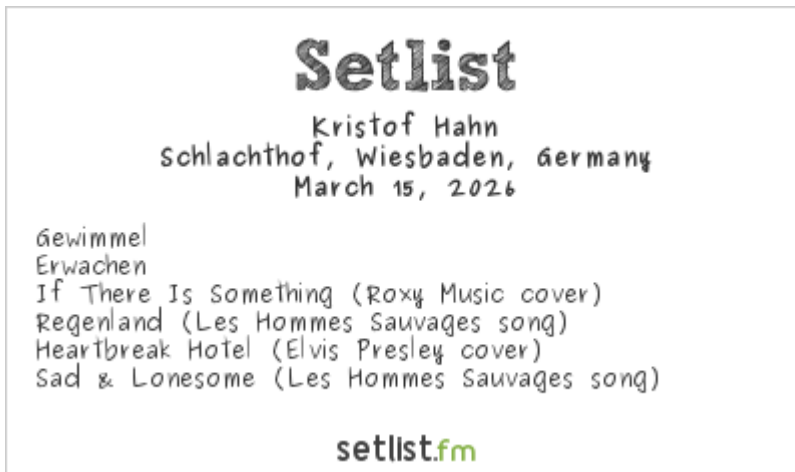 Setlist
Kristof Hahn
Schlachthof, Wiesbaden, Germany
March 15, 2026
Gewimmel
Erwachen
If There Is Something (Roxy Music cover)
Regenland (Les Hommes Sauvages song)
Heartbreak Hotel (Elvis Presley cover)
Sad & Lonesome (Les Hommes Sauvages song)
setlist.fm